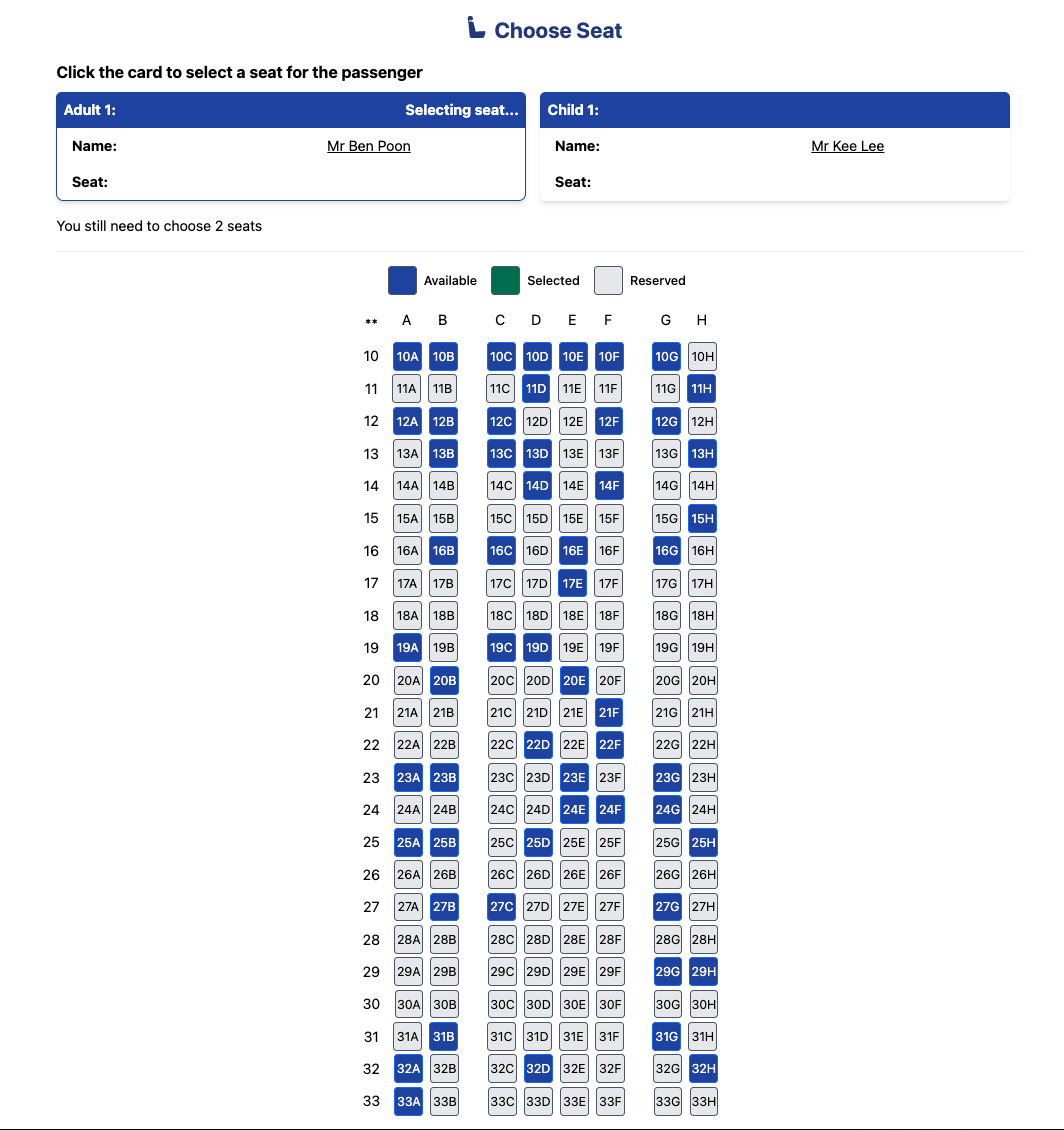 Choose Seat
Click the card to select a seat for the passenger
Adult 1: Selecting seat...
Name: Mr Ben Poon
Seat:
Child 1:
Name: Mr Kee Lee
Seat:
You still need to choose 2 seats
Available Selected Reserved
** A B C D E F G H
10 10A 10B 10C 10D 10E 10F 10G 10H
11 11A 11B 11C 11D 11E 11F 11G 11H
12 12A 12B 12C 12D 12E 12F 12G 12H
13 13A 13B 13C 13D 13E 13F 13G 13H
14 14A 14B 14C 14D 14E 14F 14G 14H
15 15A 15B 15C 15D 15E 15F 15G 15H
16 16A 16B 16C 16D 16E 16F 16G 16H
17 17A 17B 17C 17D 17E 17F 17G 17H
18 18A 18B 18C 18D 18E 18F 18G 18H
19 19A 19B 19C 19D 19E 19F 19G 19H
20 20A 20B 20C 20D 20E 20F 20G 20H
21 21A 21B 21C 21D 21E 21F 21G 21H
22 22A 22B 22C 22D 22E 22F 22G 22H
23 23A 23B 23C 23D 23E 23F 23G 23H
24 24A 24B 24C 24D 24E 24F 24G 24H
25 25A 25B 25C 25D 25E 25F 25G 25H
26 26A 26B 26C 26D 26E 26F 26G 26H
27 27A 27B 27C 27D 27E 27F 27G 27H
28 28A 28B 28C 28D 28E 28F 28G 28H
29 29A 29B 29C 29D 29E 29F 29G 29H
30 30A 30B 30C 30D 30E 30F 30G 30H
31 31A 31B 31C 31D 31E 31F 31G 31H
32 32A 32B 32C 32D 32E 32F 32G 32H
33 33A 33B 33C 33D 33E 33F 33G 33H